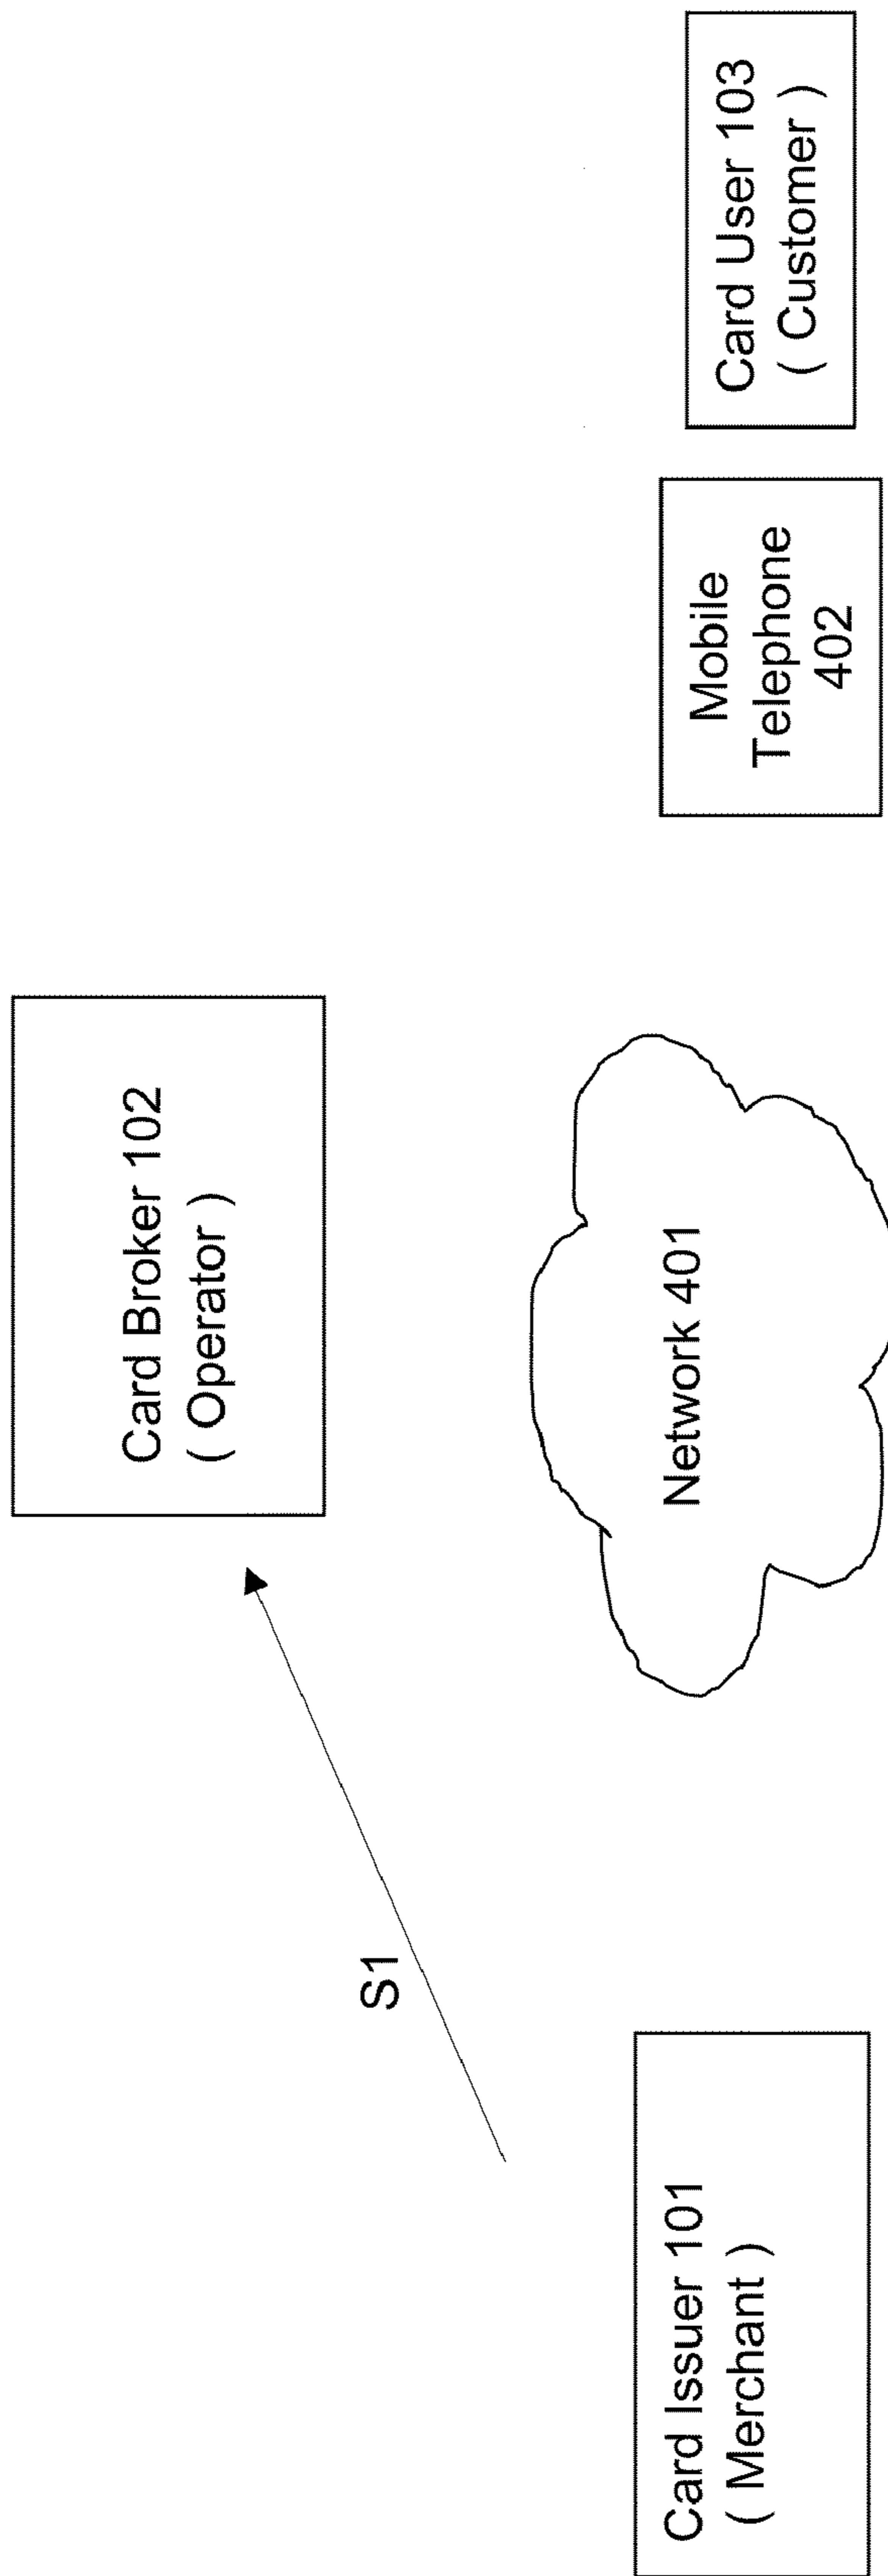 Card Broker 102
( Operator )
S1
Card Issuer 101
( Merchant )
Network 401
Mobile
Telephone
402
Card User 103
( Customer )